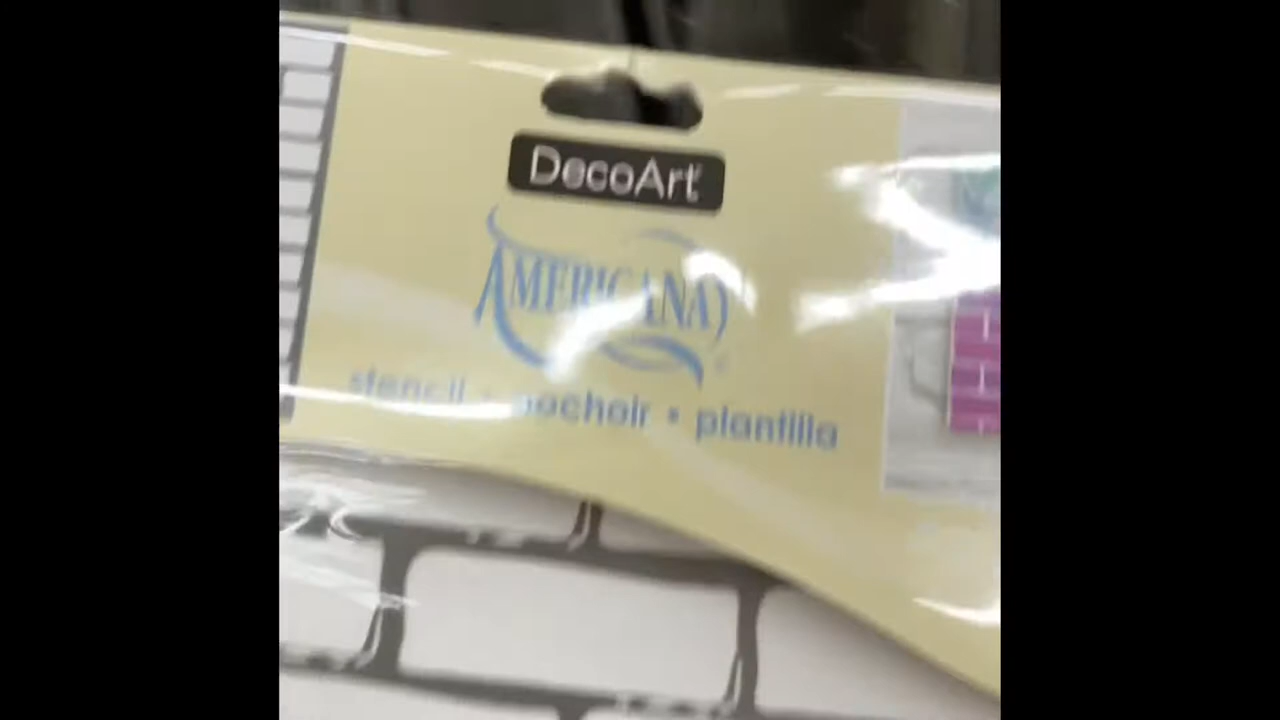 DecoArt
AMERICANA
stencil • pochoir • plantilla